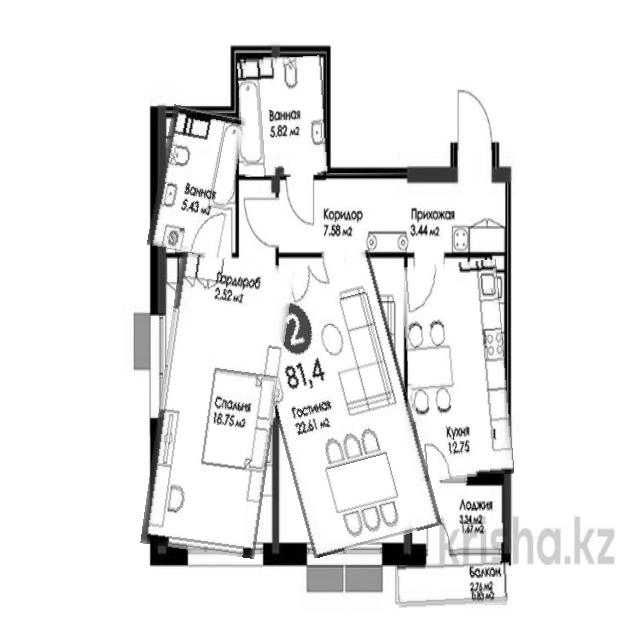 Ванная
5.82 м2
Ванная
5.43 м2
Коридор
7.58 м2
Прихожая
3.44 м2
Гардероб
2.52 м2
2
81,4
Гостиная
22.61 м2
Спальня
18.75 м2
Кухня
12.75
Лоджия
3.34 м2
1.67 м2
krisha.kz
Балкон
2.76 м2
0.83 м2